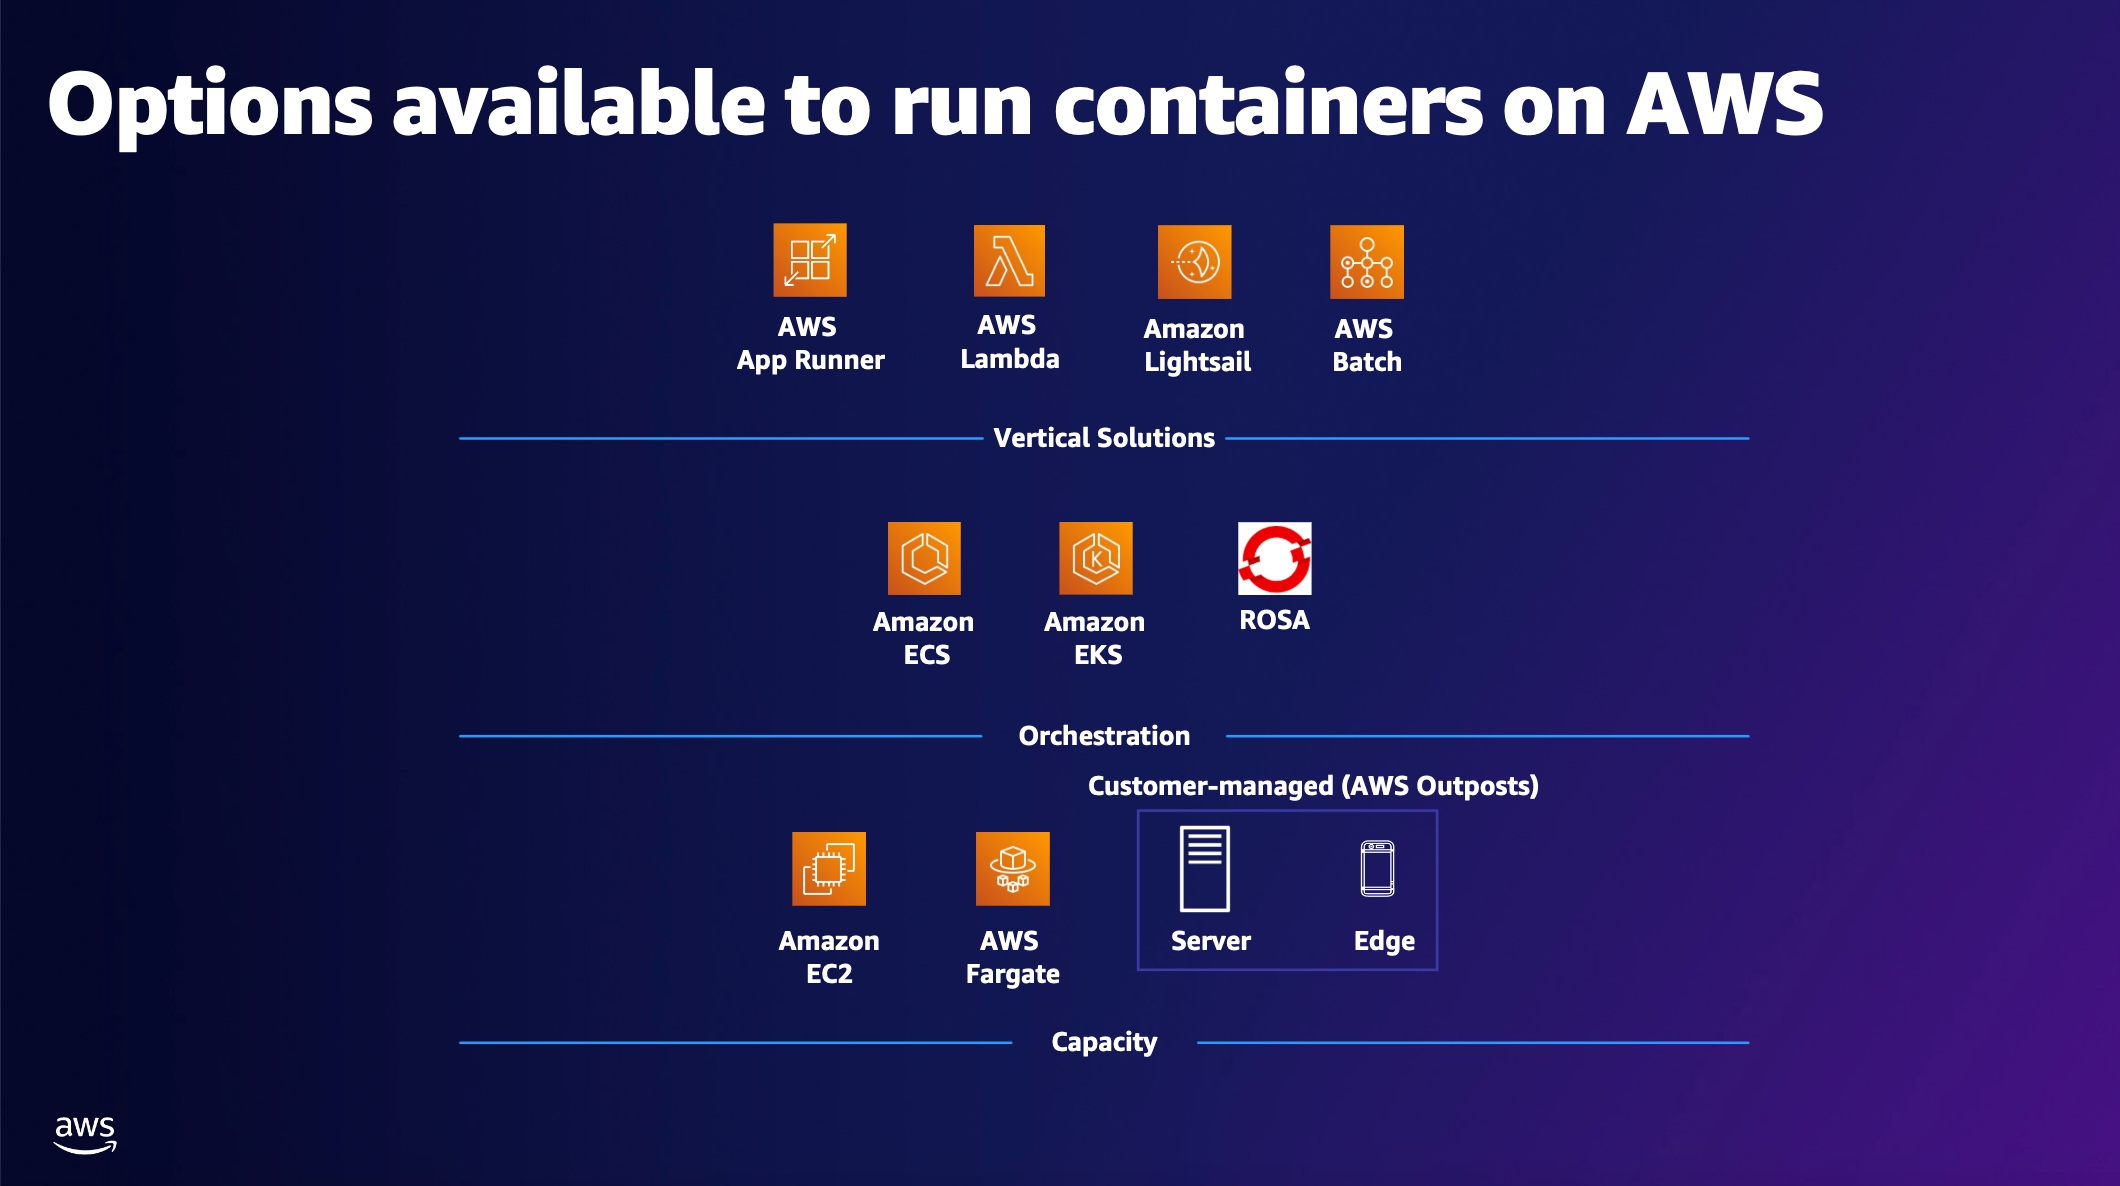 Options available to run containers on AWS
AWS
App Runner
AWS
Lambda
Amazon
Lightsail
AWS
Batch
Vertical Solutions
Amazon
ECS
K
Amazon
EKS
ROSA
Orchestration
Customer-managed (AWS Outposts)
Amazon
EC2
AWS
Fargate
Server
Edge
Capacity
aws